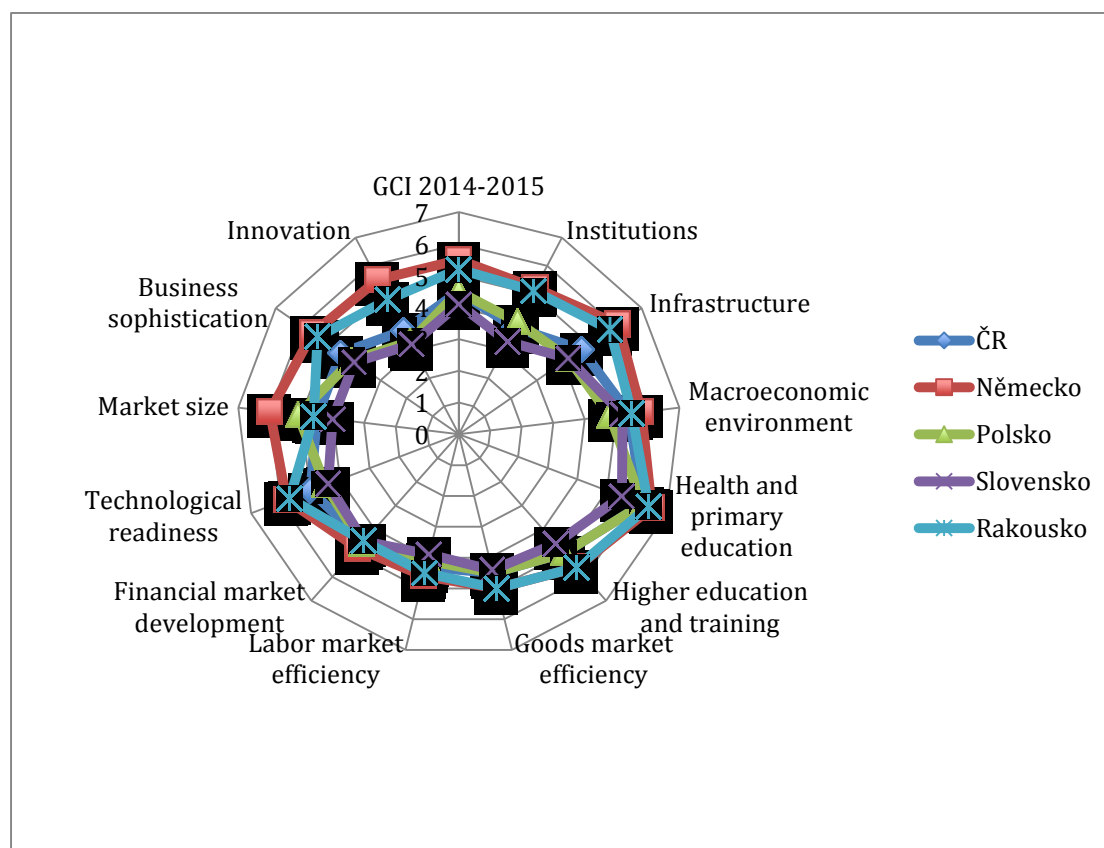 GCI 2014-2015
Institutions
Infrastructure
Macroeconomic
environment
Health and
primary
education
Higher education
and training
Goods market
efficiency
Labor market
efficiency
Financial market
development
Technological
readiness
Market size
Business
sophistication
Innovation
7
6
5
4
2
1
0
ČR
Německo
Polsko
Slovensko
Rakousko